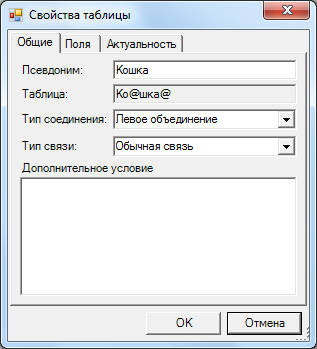 Свойства таблицы
Общие Поля Актуальность
Псевдоним: Кошка
Таблица: Ко@шка@
Тип соединения: Левое объединение
Тип связи: Обычная связь
Дополнительное условие
OK Отмена